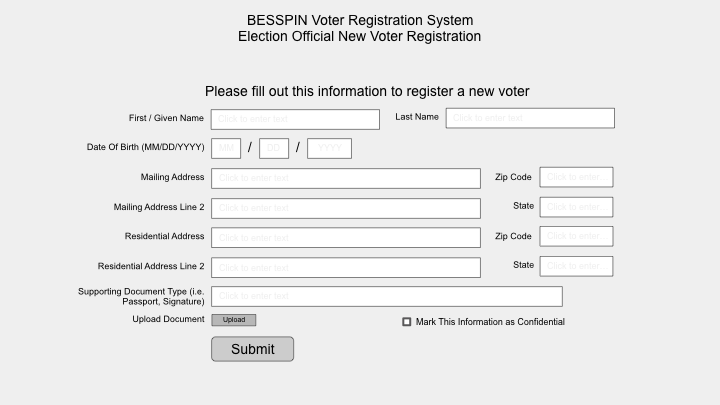 BESSPIN Voter Registration System
Election Official New Voter Registration
Please fill out this information to register a new voter
First / Given Name Click to enter text Last Name Click to enter text
Date Of Birth (MM/DD/YYYY) MM / DD / YYYY
Mailing Address Click to enter text Zip Code Click to enter...
Mailing Address Line 2 Click to enter text State Click to enter...
Residential Address Click to enter text Zip Code Click to enter...
Residential Address Line 2 Click to enter text State Click to enter...
Supporting Document Type (i.e.
Passport, Signature) Click to enter text
Upload Document Upload Mark This Information as Confidential
Submit